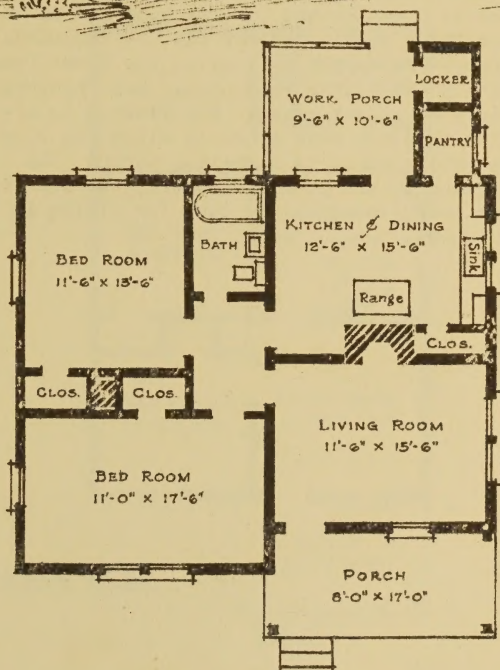 LOCKER
WORK PORCH
9'-6" X 10'-6"
PANTRY
KITCHEN & DINING
12'-6" X 15'-6"
BATH
Sink
BED ROOM
11'-6" X 13'-6"
Range
CLOS.
CLOS.
CLOS.
LIVING ROOM
11'-6" X 15'-6"
BED ROOM
11'-0" X 17'-6"
PORCH
8'-0" X 17'-0"